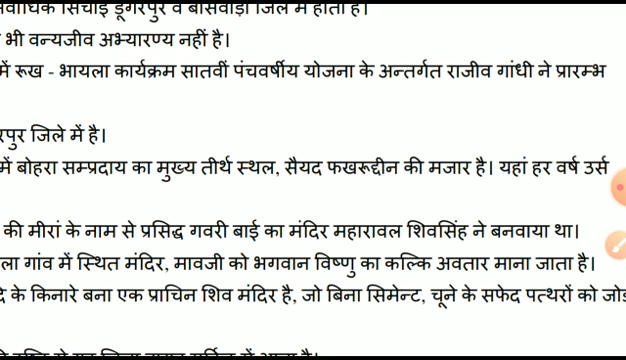 सिंचाई डूंगरपुर व बांसवाड़ा जिले में होती है।
भी वन्यजीव अभ्यारण्य नहीं है।
में रूख - भायला कार्यक्रम सातवीं पंचवर्षीय योजना के अन्तर्गत राजीव गांधी ने प्रारम्भ
जिले में है।
में बोहरा सम्प्रदाय का मुख्य तीर्थ स्थल, सैयद फखरूद्दीन की मजार है। यहां हर वर्ष उर्स
की मीरां के नाम से प्रसिद्ध गवरी बाई का मंदिर महारावल शिवसिंह ने बनवाया था।
गांव में स्थित मंदिर, मावजी को भगवान विष्णु का कल्कि अवतार माना जाता है।
के किनारे बना एक प्राचिन शिव मंदिर है, जो बिना सिमेन्ट, चूने के सफेद पत्थरों को